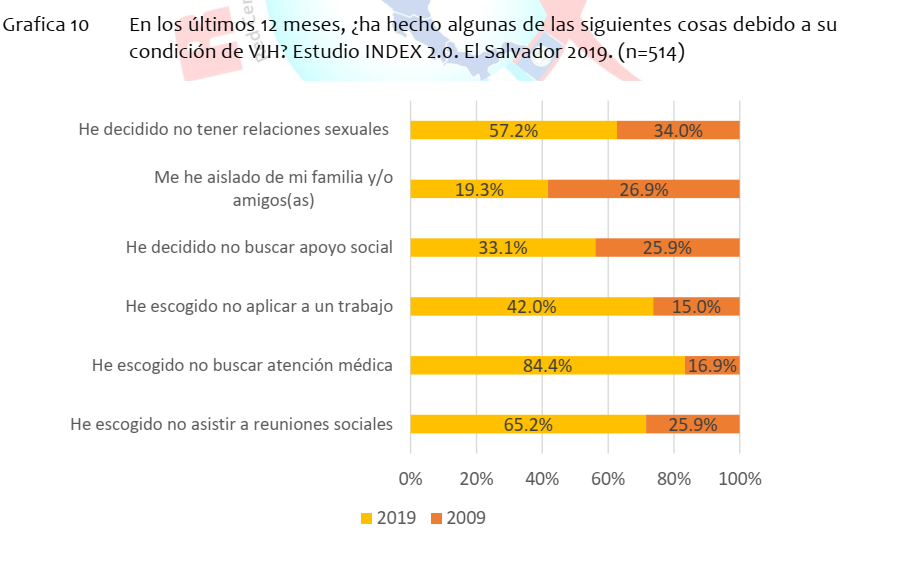 Grafica 10 En los últimos 12 meses, ¿ha hecho algunas de las siguientes cosas debido a su
condición de VIH? Estudio INDEX 2.0. El Salvador 2019. (n=514)
He decidido no tener relaciones sexuales 57.2% 34.0%
Me he aislado de mi familia y/o
amigos(as) 19.3% 26.9%
He decidido no buscar apoyo social 33.1% 25.9%
He escogido no aplicar a un trabajo 42.0% 15.0%
He escogido no buscar atención médica 84.4% 16.9%
He escogido no asistir a reuniones sociales 65.2% 25.9%
0% 20% 40% 60% 80% 100%
2019 2009